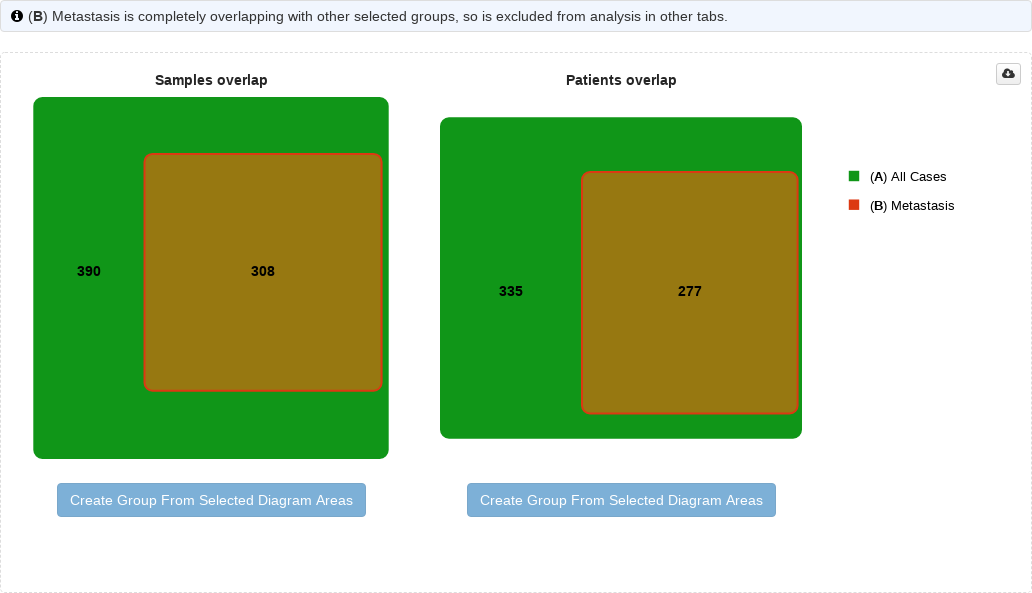 (B) Metastasis is completely overlapping with other selected groups, so is excluded from analysis in other tabs.
Samples overlap
390
308
Create Group From Selected Diagram Areas
Patients overlap
335
277
Create Group From Selected Diagram Areas
(A) All Cases
(B) Metastasis